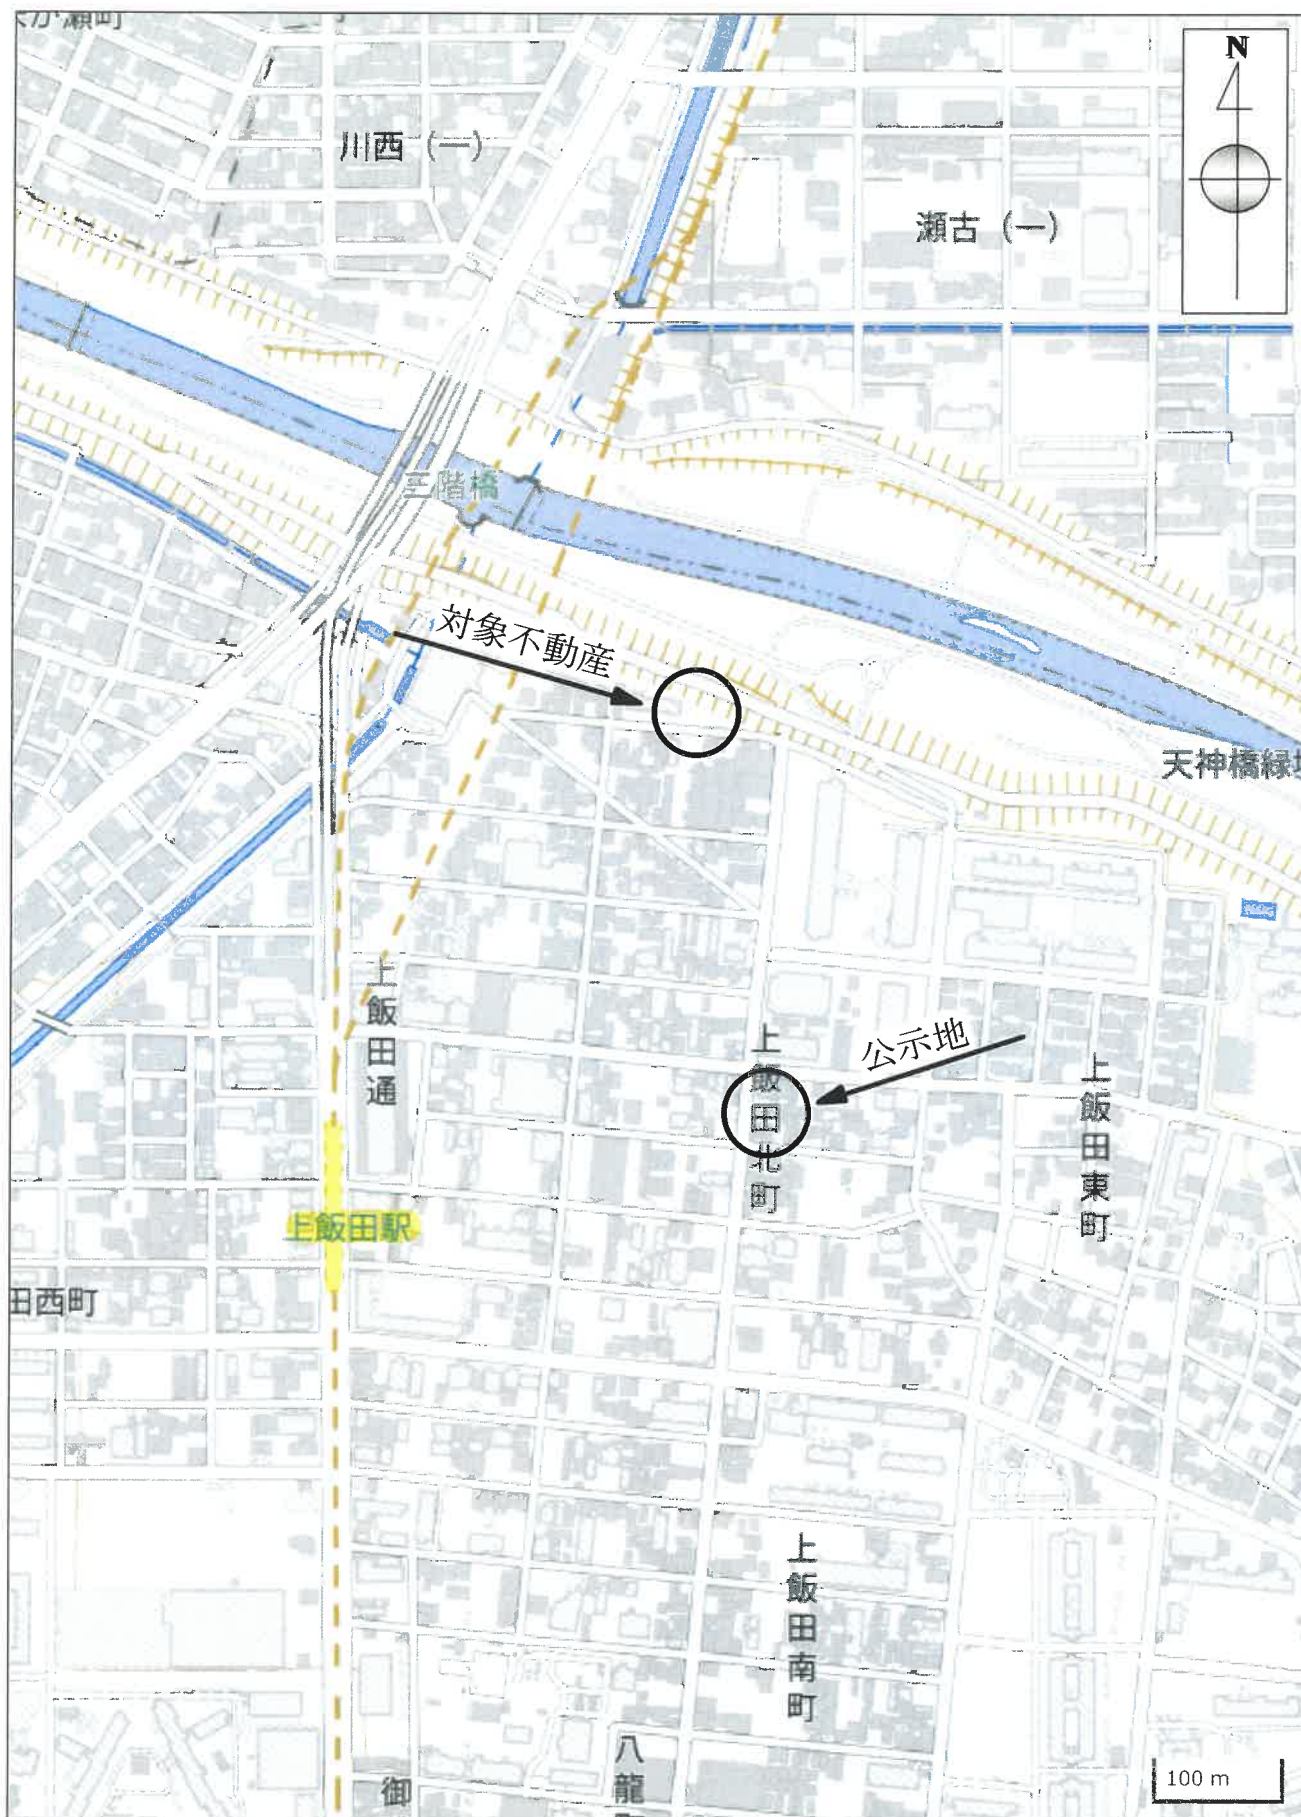 N
川西 (一)
瀬古 (一)
三階橋
対象不動産
天神橋緑
上飯田通
公示地
上飯田北町
上飯田東町
上飯田駅
田西町
上飯田南町
八龍
御
100 m